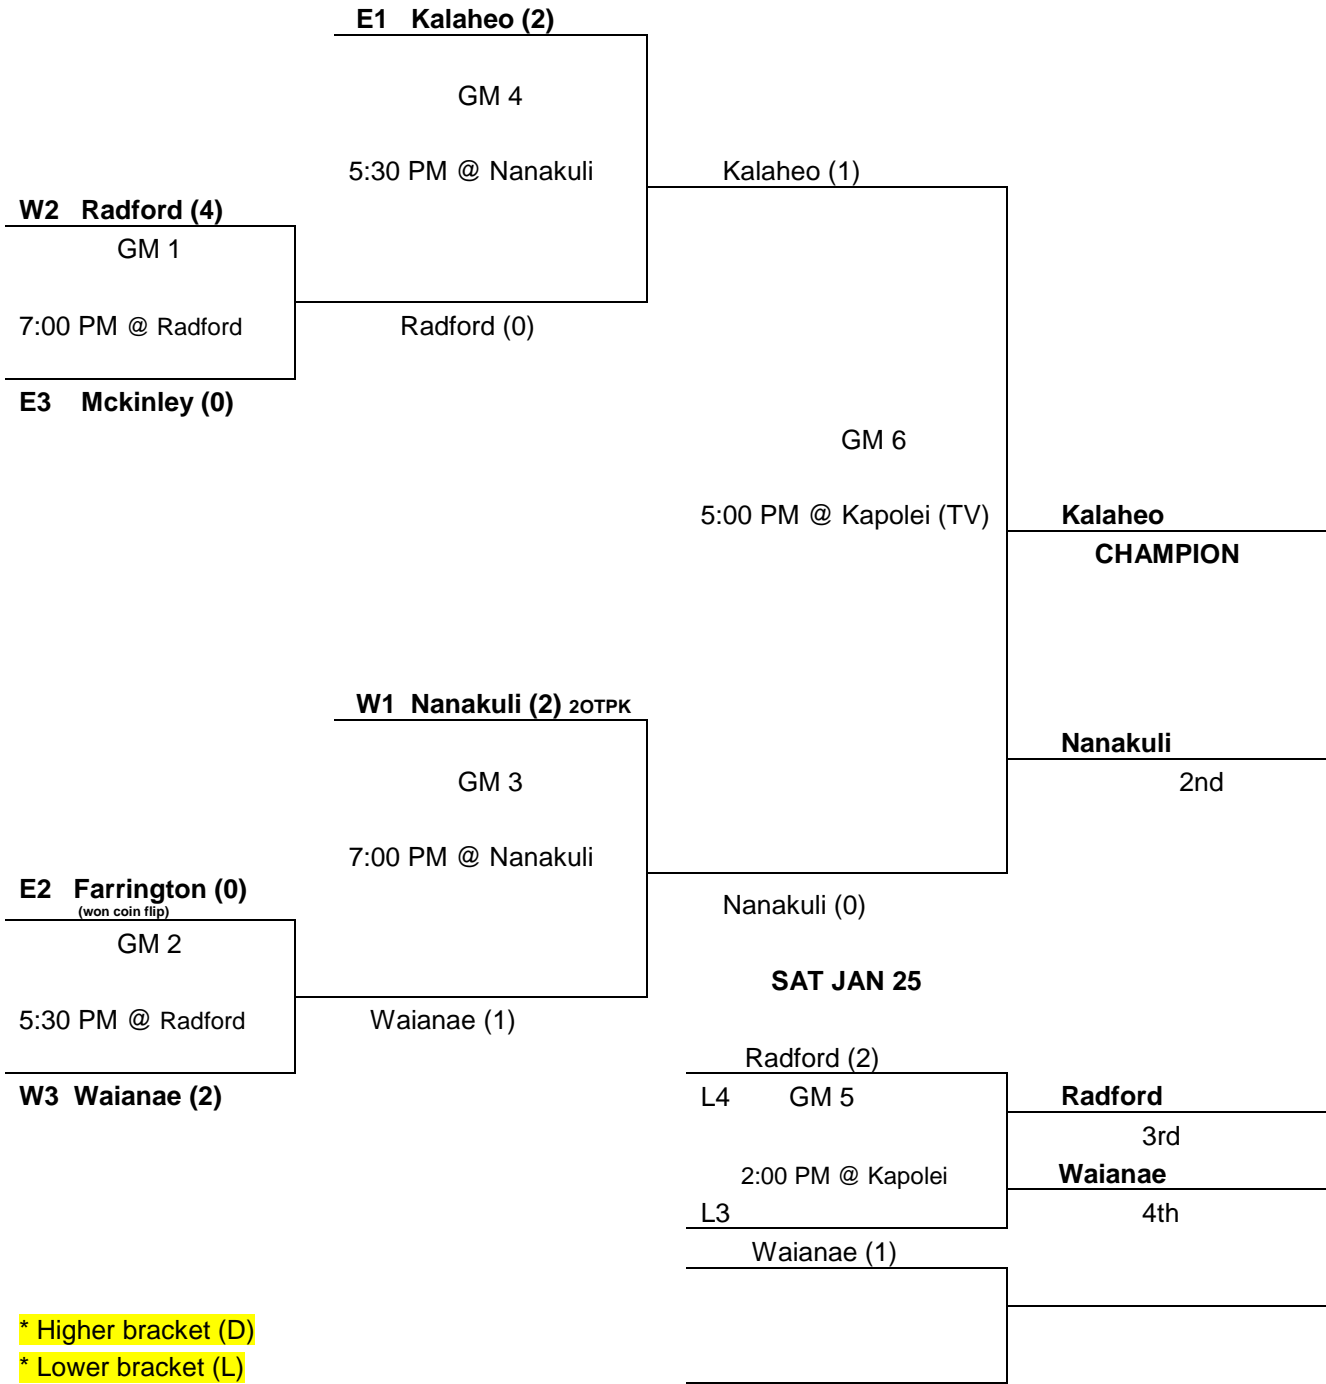 E1 Kalaheo (2)
GM 4
5:30 PM @ Nanakuli
Kalaheo (1)
W2 Radford (4)
GM 1
7:00 PM @ Radford
Radford (0)
E3 Mckinley (0)
GM 6
5:00 PM @ Kapolei (TV)
Kalaheo
CHAMPION
W1 Nanakuli (2) 2OTPK
Nanakuli
GM 3
2nd
7:00 PM @ Nanakuli
E2 Farrington (0)
(won coin flip)
Nanakuli (0)
GM 2
SAT JAN 25
5:30 PM @ Radford
Waianae (1)
Radford (2)
W3 Waianae (2)
L4 GM 5
Radford
3rd
2:00 PM @ Kapolei
Waianae
L3
4th
Waianae (1)
* Higher bracket (D)
* Lower bracket (L)